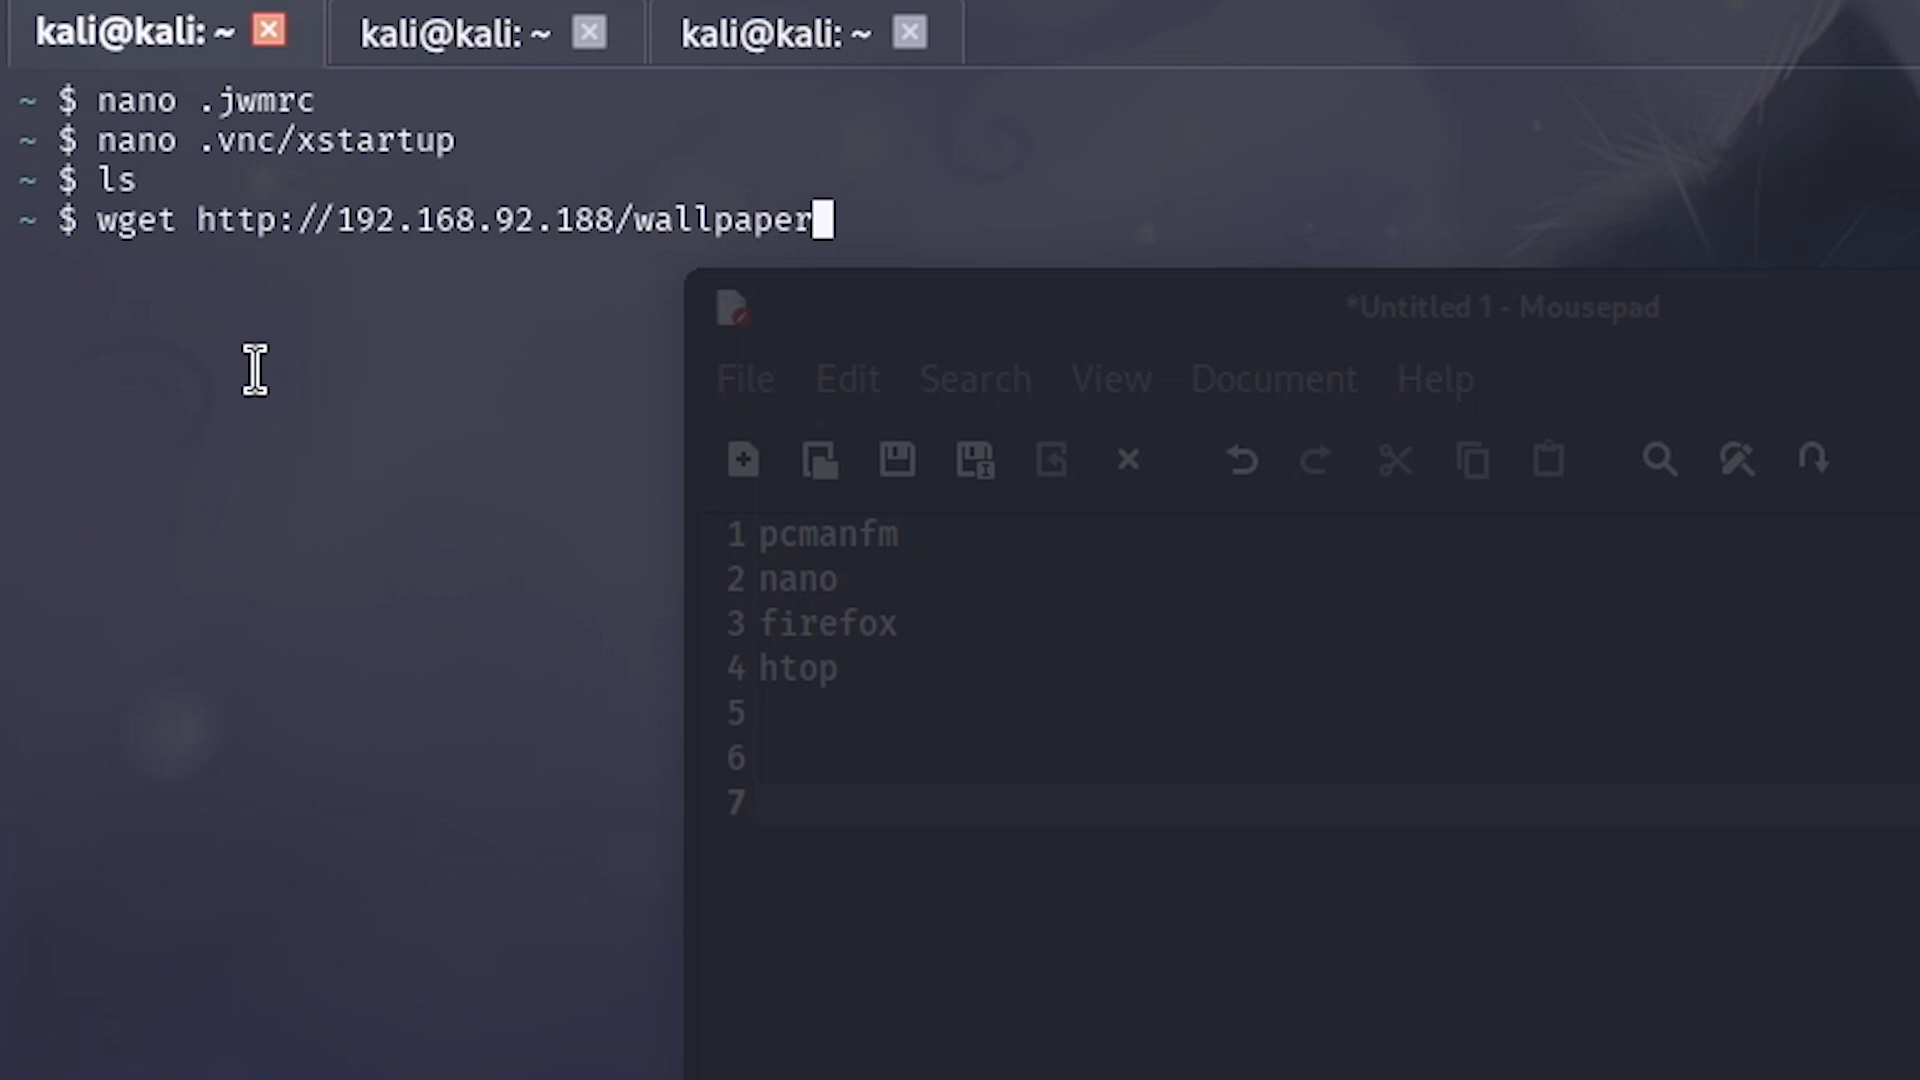 kali@kali: ~ kali@kali: ~ kali@kali: ~
~ $ nano .jwmrc
~ $ nano .vnc/xstartup
~ $ ls
~ $ wget http://192.168.92.188/wallpaper
*Untitled 1 - Mousepad
File Edit Search View Document Help
1 pcmanfm
2 nano
3 firefox
4 htop
5
6
7